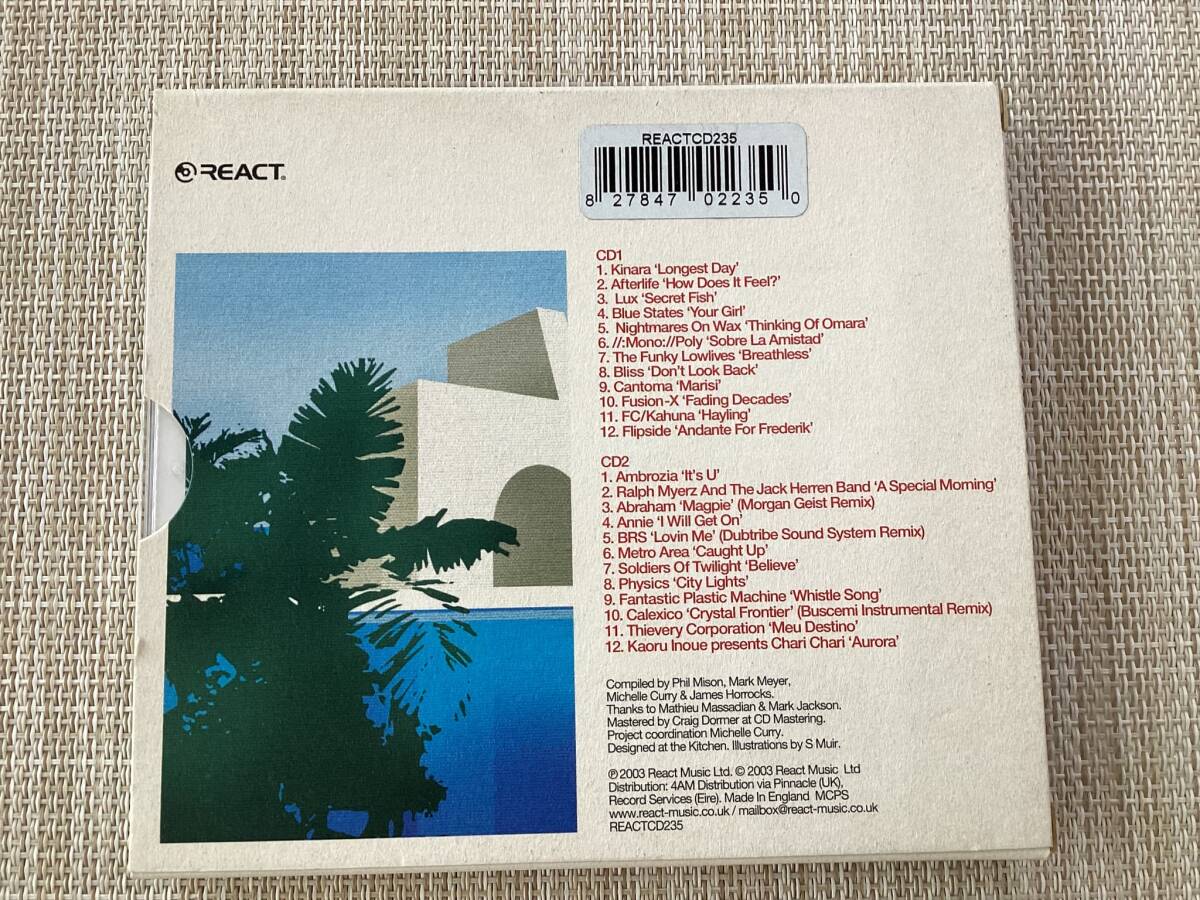 REACT.
REACTCD235
8 27847 02235 0
CD1
1. Kinara ‘Longest Day’
2. Afterlife ‘How Does It Feel?’
3. Lux ‘Secret Fish’
4. Blue States ‘Your Girl’
5. Nightmares On Wax ‘Thinking Of Omara’
6. //:Mono://Poly ‘Sobre La Amistad’
7. The Funky Lowlives ‘Breathless’
8. Bliss ‘Don’t Look Back’
9. Cantoma ‘Marisi’
10. Fusion-X ‘Fading Decades’
11. FC/Kahuna ‘Hayling’
12. Flipside ‘Andante For Frederik’
CD2
1. Ambrozia ‘It’s U’
2. Ralph Myerz And The Jack Herren Band ‘A Special Morning’
3. Abraham ‘Magpie’ (Morgan Geist Remix)
4. Annie ‘I Will Get On’
5. BRS ‘Lovin Me’ (Dubtribe Sound System Remix)
6. Metro Area ‘Caught Up’
7. Soldiers Of Twilight ‘Believe’
8. Physics ‘City Lights’
9. Fantastic Plastic Machine ‘Whistle Song’
10. Calexico ‘Crystal Frontier’ (Buscemi Instrumental Remix)
11. Thievery Corporation ‘Meu Destino’
12. Kaoru Inoue presents Chari Chari ‘Aurora’
Compiled by Phil Mison, Mark Meyer,
Michelle Curry & James Horrocks.
Thanks to Mathieu Massadian & Mark Jackson.
Mastered by Craig Dormer at CD Mastering.
Project coordination Michelle Curry.
Designed at the Kitchen. Illustrations by S Muir.
℗ 2003 React Music Ltd. © 2003 React Music Ltd
Distribution: 4AM Distribution via Pinnacle (UK),
Record Services (Eire). Made In England MCPS
www.react-music.co.uk / mailbox@react-music.co.uk
REACTCD235